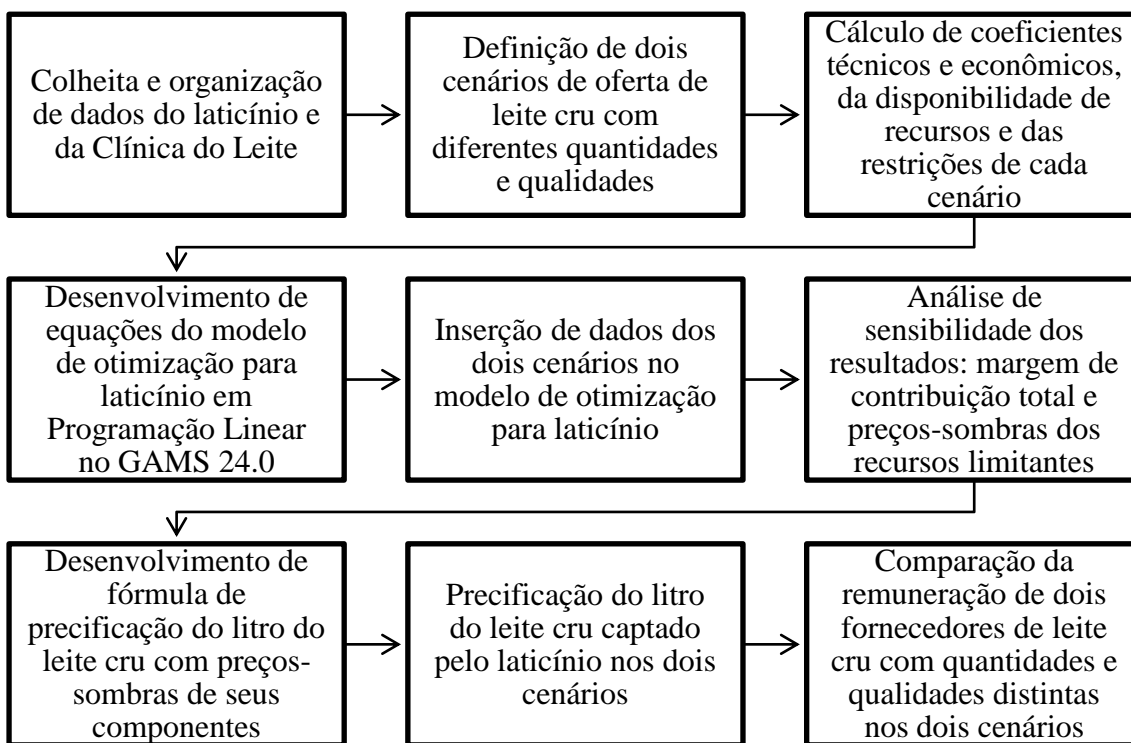 Colheita e organização
de dados do laticínio e
da Clínica do Leite
Definição de dois
cenários de oferta de
leite cru com
diferentes quantidades
e qualidades
Cálculo de coeficientes
técnicos e econômicos,
da disponibilidade de
recursos e das
restrições de cada
cenário
Desenvolvimento de
equações do modelo
de otimização para
laticínio em
Programação Linear
no GAMS 24.0
Inserção de dados dos
dois cenários no
modelo de otimização
para laticínio
Análise de
sensibilidade dos
resultados: margem de
contribuição total e
preços-sombras dos
recursos limitantes
Desenvolvimento de
fórmula de
precificação do litro do
leite cru com preços-
sombras de seus
componentes
Precificação do litro
do leite cru captado
pelo laticínio nos dois
cenários
Comparação da
remuneração de dois
fornecedores de leite
cru com quantidades e
qualidades distintas
nos dois cenários